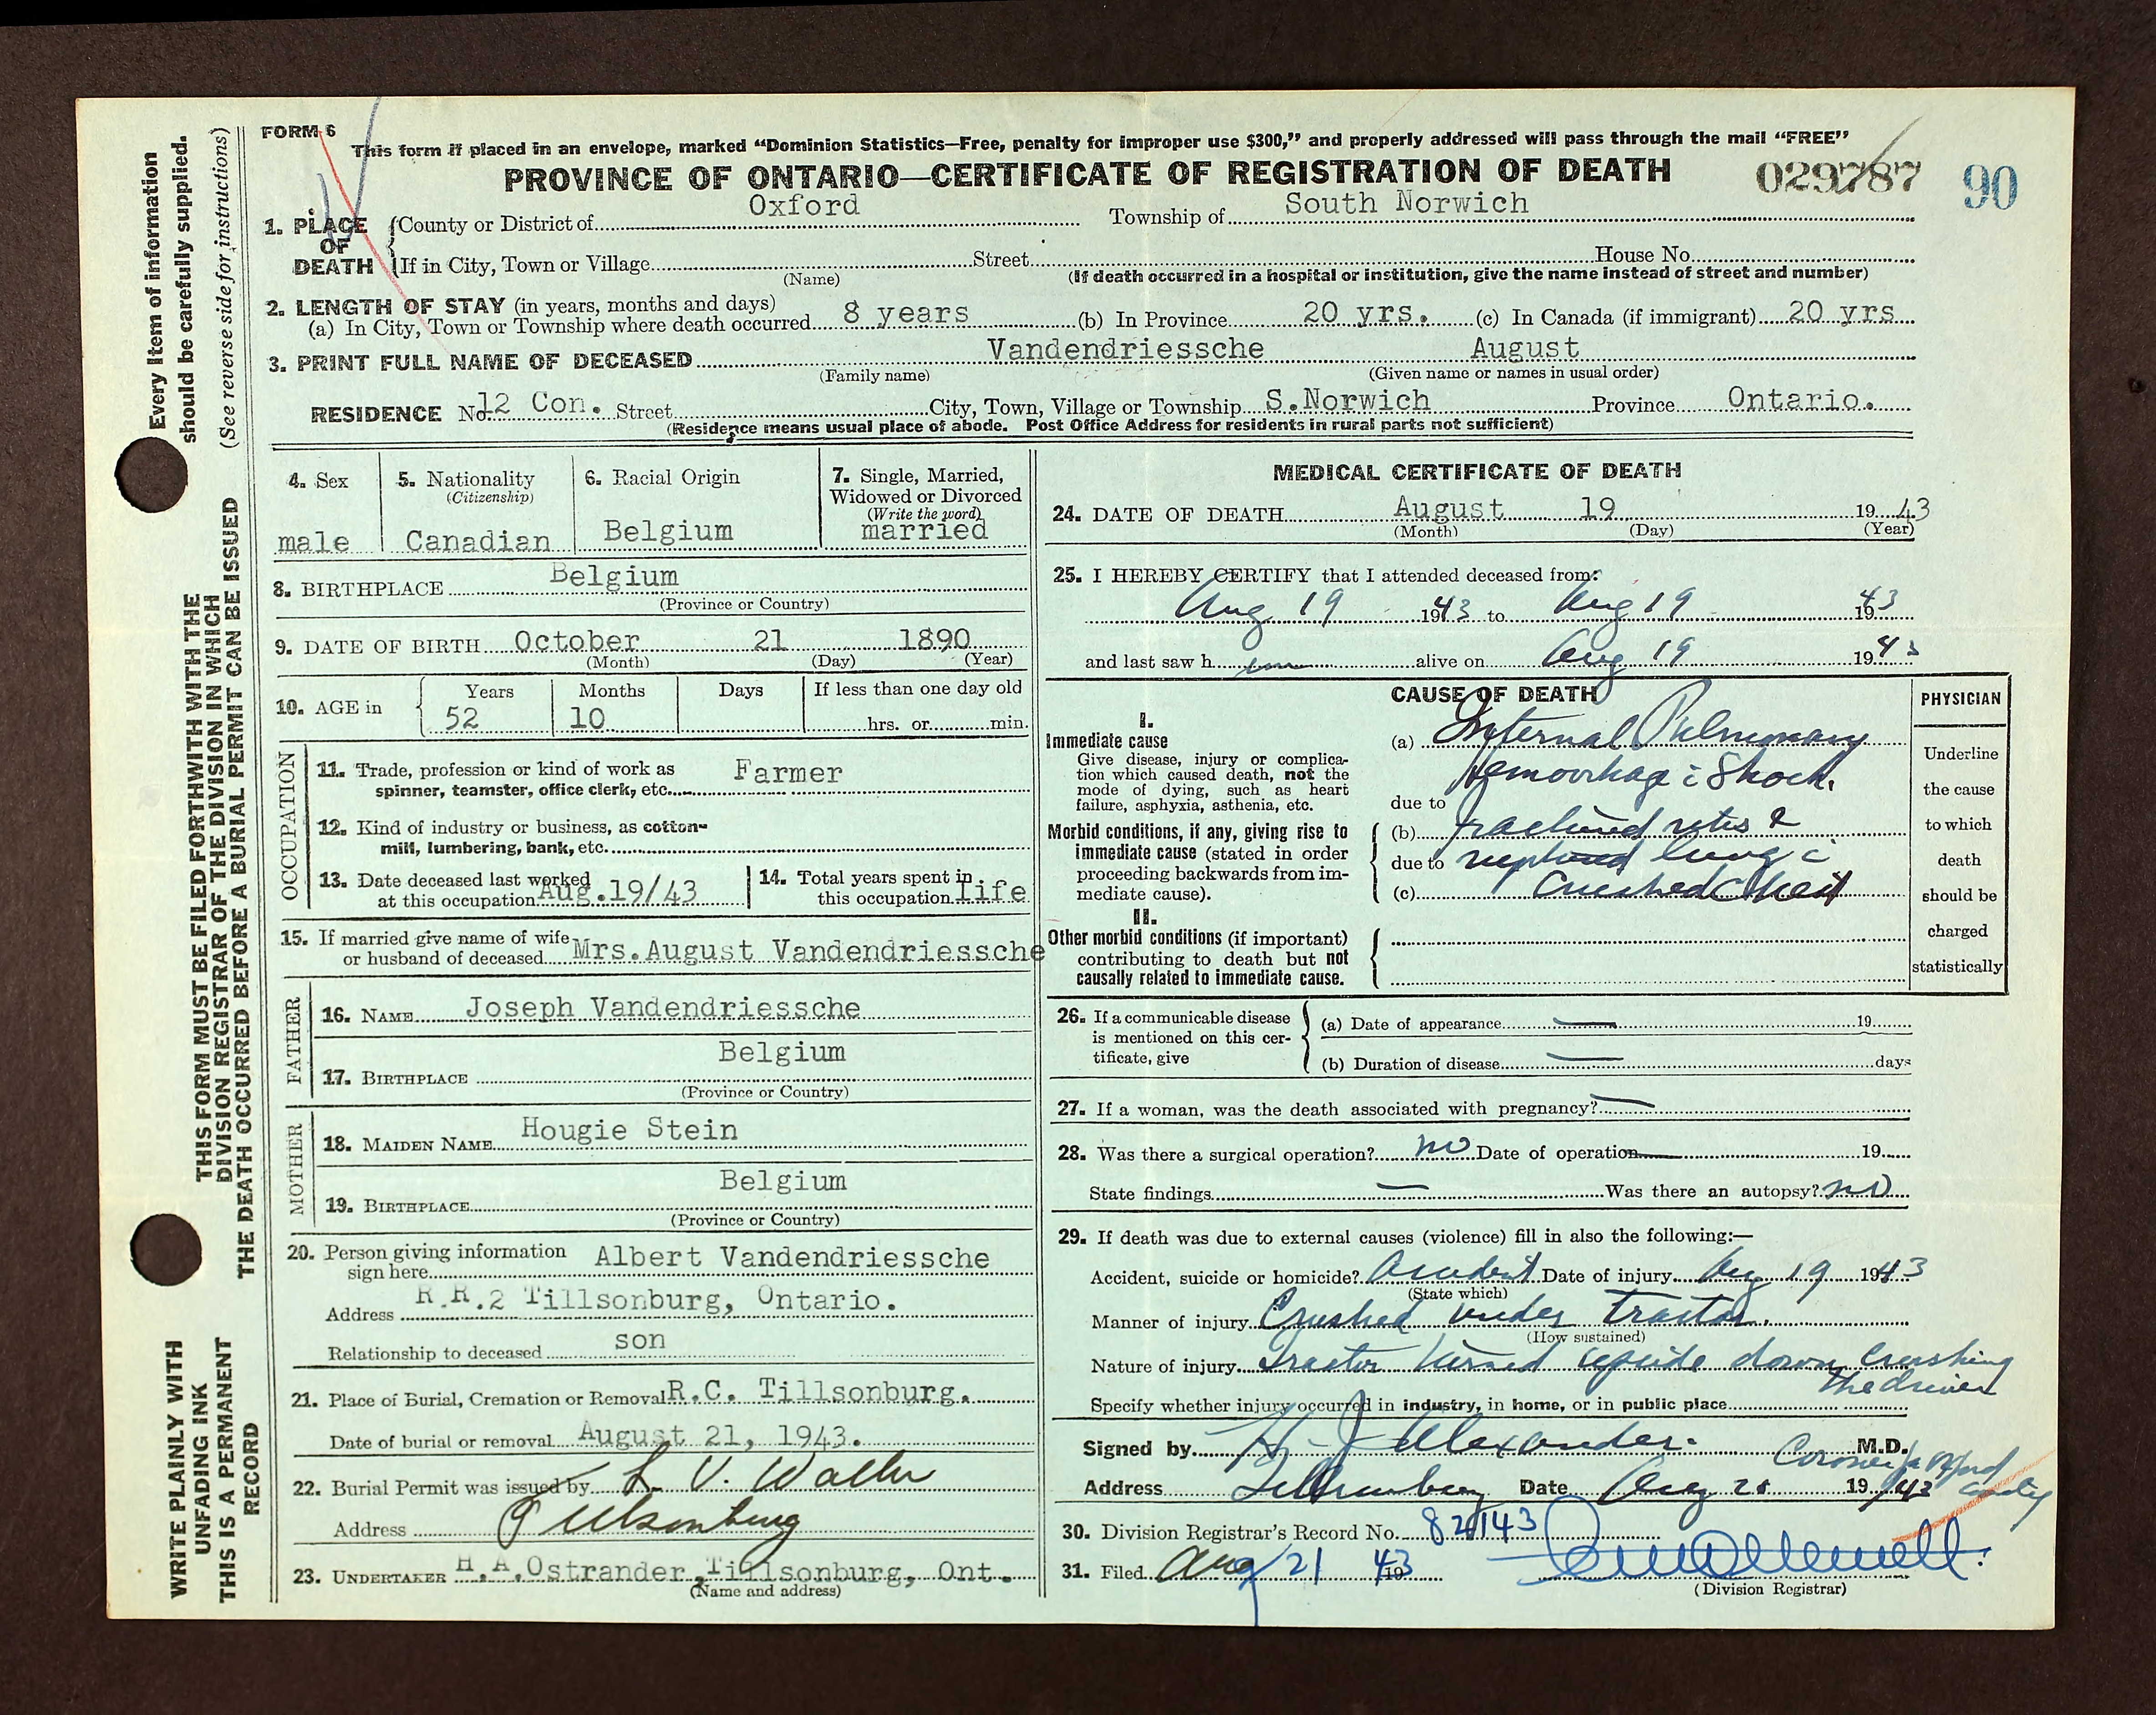 FORM 6
This form if placed in an envelope, marked "Dominion Statistics—Free, penalty for improper use $300," and properly addressed will pass through the mail "FREE"
PROVINCE OF ONTARIO—CERTIFICATE OF REGISTRATION OF DEATH
029787 90
1. PLACE OF DEATH
County or District of Oxford Township of South Norwich
If in City, Town or Village Street House No.
(Name) (If death occurred in a hospital or institution, give the name instead of street and number)
2. LENGTH OF STAY (in years, months and days)
(a) In City, Town or Township where death occurred 8 years (b) In Province 20 yrs. (c) In Canada (if immigrant) 20 yrs
3. PRINT FULL NAME OF DECEASED Vandendriessche August
(Family name) (Given name or names in usual order)
RESIDENCE No. 12 Con. Street City, Town, Village or Township S.Norwich Province Ontario.
(Residence means usual place of abode. Post Office Address for residents in rural parts not sufficient)
4. Sex
male
5. Nationality
(Citizenship)
Canadian
6. Racial Origin
Belgium
7. Single, Married,
Widowed or Divorced
(Write the word)
married
8. BIRTHPLACE Belgium
(Province or Country)
9. DATE OF BIRTH October 21 1890
(Month) (Day) (Year)
10. AGE in Years Months Days If less than one day old
52 10 hrs. or min.
OCCUPATION
11. Trade, profession or kind of work as Farmer
spinner, teamster, office clerk, etc.
12. Kind of industry or business, as cotton-
mill, lumbering, bank, etc.
13. Date deceased last worked
at this occupation Aug.19/43
14. Total years spent in
this occupation life
15. If married give name of wife
or husband of deceased Mrs.August Vandendriessche
FATHER
16. NAME Joseph Vandendriessche
17. BIRTHPLACE Belgium
(Province or Country)
MOTHER
18. MAIDEN NAME Hougie Stein
19. BIRTHPLACE Belgium
(Province or Country)
20. Person giving information
sign here Albert Vandendriessche
Address R.R.2 Tillsonburg, Ontario.
Relationship to deceased son
21. Place of Burial, Cremation or Removal R.C. Tillsonburg.
Date of burial or removal August 21, 1943.
22. Burial Permit was issued by L. V. Waller
Address Tillsonburg
23. UNDERTAKER H.A.Ostrander,Tillsonburg, Ont.
(Name and address)
MEDICAL CERTIFICATE OF DEATH
24. DATE OF DEATH August 19 1943
(Month) (Day) (Year)
25. I HEREBY CERTIFY that I attended deceased from:
Aug 19 1943 to Aug 19 1943
and last saw h im alive on Aug 19 1943
CAUSE OF DEATH
I.
Immediate cause
Give disease, injury or complica-
tion which caused death, not the
mode of dying, such as heart
failure, asphyxia, asthenia, etc.
(a) Internal Pulmonary
Hemorrhage c Shock.
due to
Morbid conditions, if any, giving rise to
immediate cause (stated in order
proceeding backwards from im-
mediate cause).
(b) fractured ribs &
due to ruptured lung c
(c) Crushed Chest
II.
Other morbid conditions (if important)
contributing to death but not
causally related to immediate cause.
PHYSICIAN
Underline
the cause
to which
death
should be
charged
statistically
26. If a communicable disease
is mentioned on this cer-
tificate, give
(a) Date of appearance — 19
(b) Duration of disease — days
27. If a woman, was the death associated with pregnancy? —
28. Was there a surgical operation? no Date of operation — 19
State findings — Was there an autopsy? no
29. If death was due to external causes (violence) fill in also the following:—
Accident, suicide or homicide? Accident Date of injury Aug 19 1943
(State which)
Manner of injury Crushed under tractor.
(How sustained)
Nature of injury Tractor turned upside down crushing
the driver
Specify whether injury occurred in industry, in home, or in public place
Signed by H. J. Alexander. M.D.
Coroner for Oxford
County
Address Tillsonburg Date Aug 20 1943
30. Division Registrar's Record No. 82/43
31. Filed Aug 21 1943
(Division Registrar)
Every Item of information
should be carefully supplied.
(See reverse side for instructions)
THIS FORM MUST BE FILED FORTHWITH WITH THE
DIVISION REGISTRAR OF THE DIVISION IN WHICH
THE DEATH OCCURRED BEFORE A BURIAL PERMIT CAN BE ISSUED
WRITE PLAINLY WITH
UNFADING INK
THIS IS A PERMANENT
RECORD